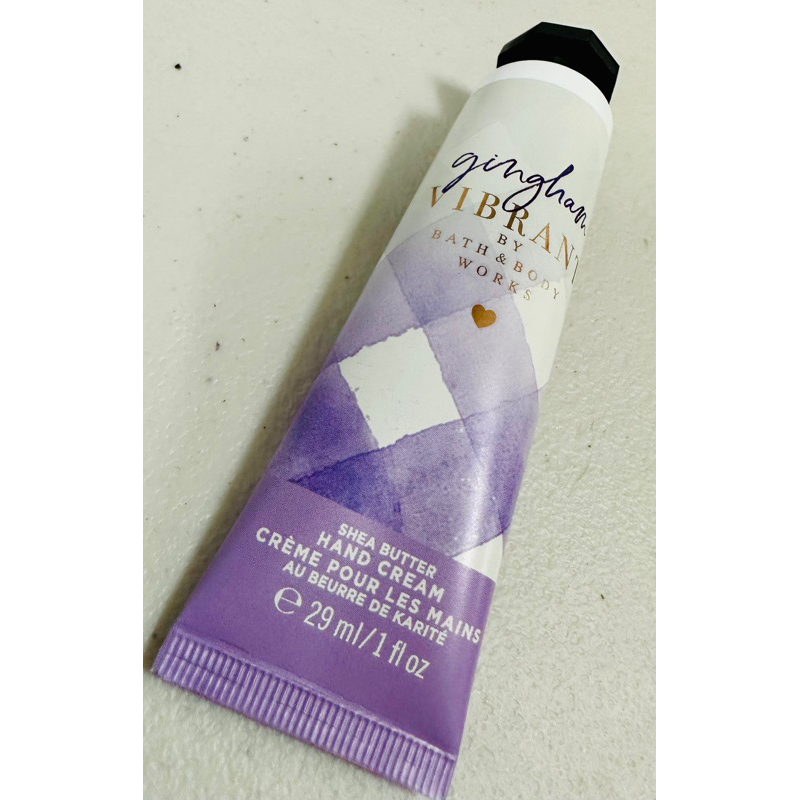 gingham
VIBRANT
BY
BATH & BODY
WORKS
SHEA BUTTER
HAND CREAM
CRÈME POUR LES MAINS
AU BEURRE DE KARITÉ
℮ 29 ml/1 fl oz